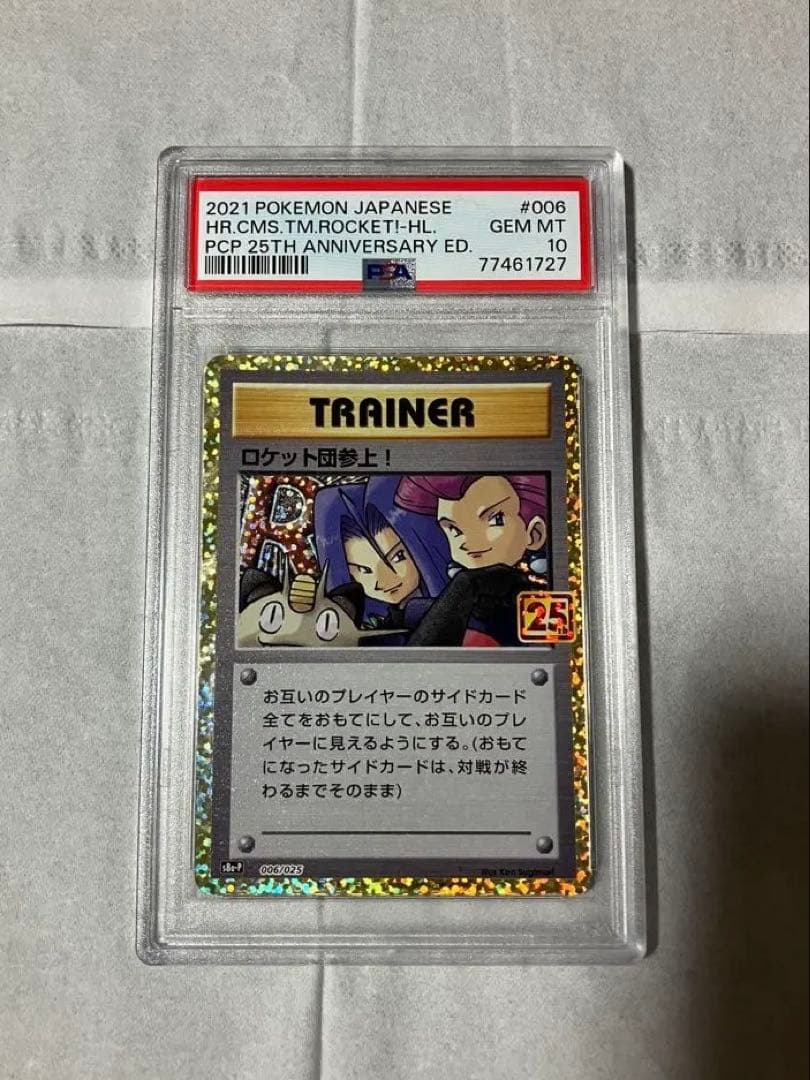 2021 POKEMON JAPANESE #006
HR.CMS.TM.ROCKET!-HL. GEM MT
PCP 25TH ANNIVERSARY ED. 10
PSA 77461727
TRAINER
ロケット団参上!
R
25
お互いのプレイヤーのサイドカード
全てをおもてにして、お互いのプレ
イヤーに見えるようにする。(おもて
になったサイドカードは、対戦が終
わるまでそのまま)
s8a-P 006/025 Illus. Ken Sugimori